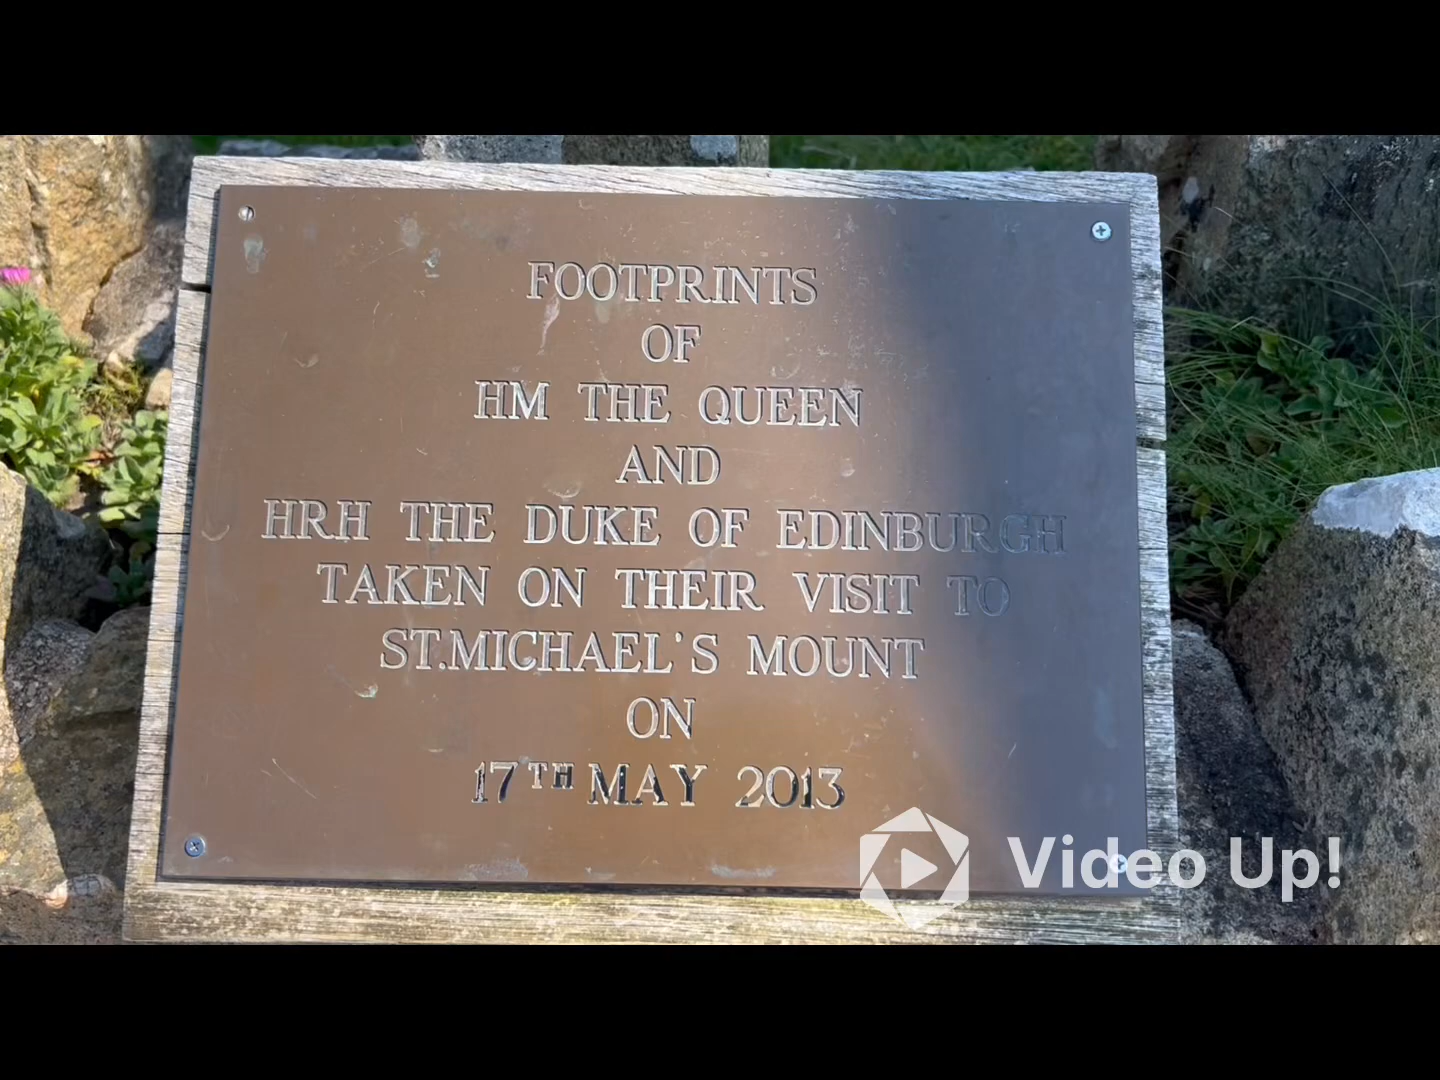 FOOTPRINTS
OF
HM THE QUEEN
AND
HRH THE DUKE OF EDINBURGH
TAKEN ON THEIR VISIT TO
ST.MICHAEL'S MOUNT
ON
17TH MAY 2013
Video Up!